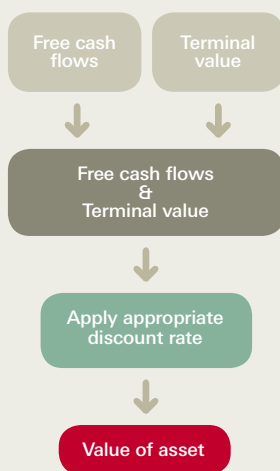 Free cash
flows
Terminal
value
Free cash flows
&
Terminal value
Apply appropriate
discount rate
Value of asset